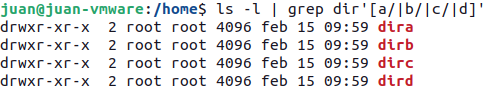 juan@juan-vmware:/home$ ls -l | grep dir'[a/|b/|c/|d]'
drwxr-xr-x  2 root root 4096 feb 15 09:59 dira
drwxr-xr-x  2 root root 4096 feb 15 09:59 dirb
drwxr-xr-x  2 root root 4096 feb 15 09:59 dirc
drwxr-xr-x  2 root root 4096 feb 15 09:59 dird